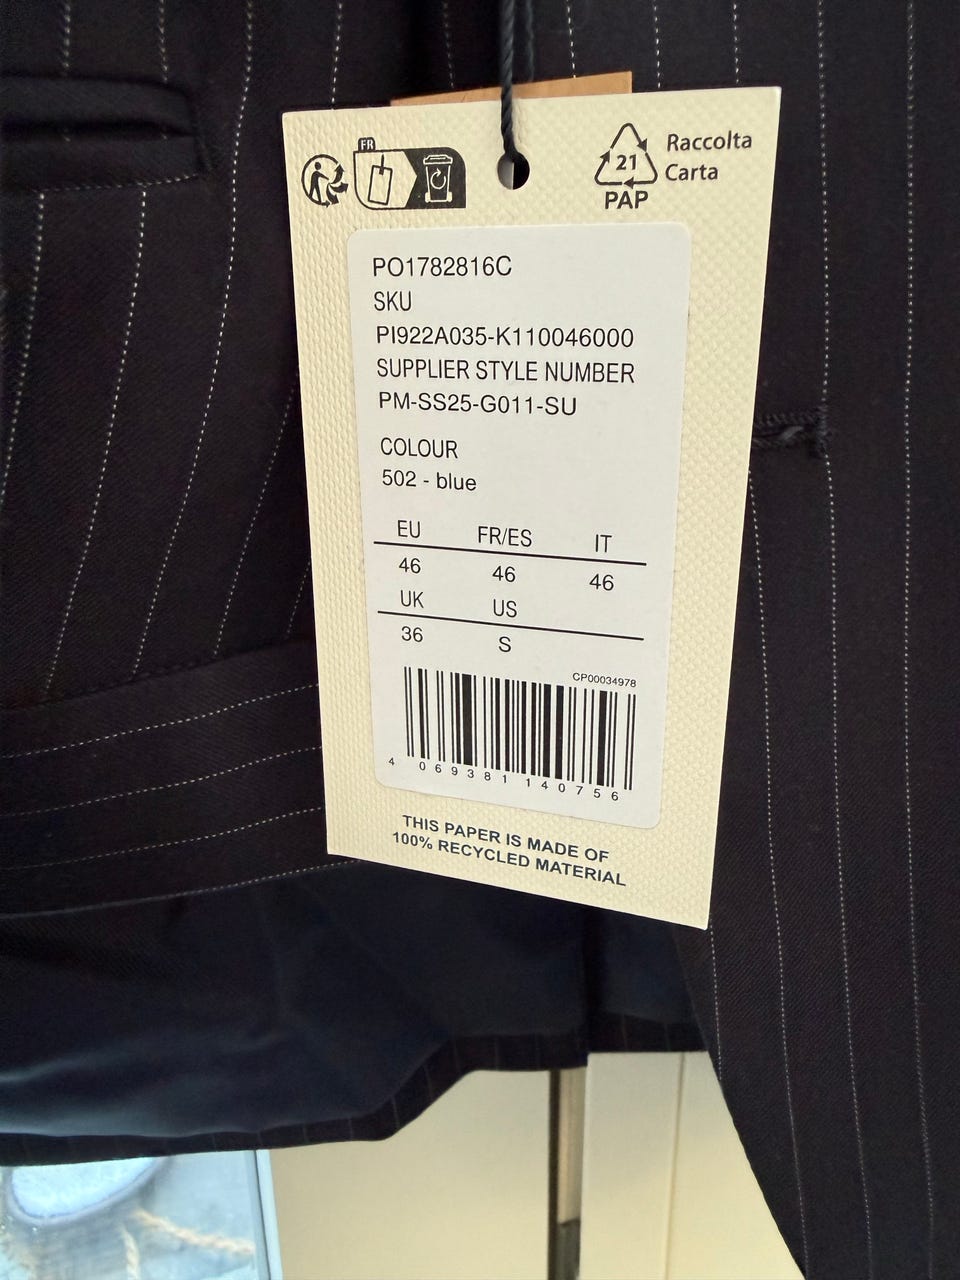 FR
21
PAP
Raccolta
Carta
PO1782816C
SKU
PI922A035-K110046000
SUPPLIER STYLE NUMBER
PM-SS25-G011-SU
COLOUR
502 - blue
EU FR/ES IT
46 46 46
UK US
36 S
CP00034978
4 069381 140756
THIS PAPER IS MADE OF
100% RECYCLED MATERIAL